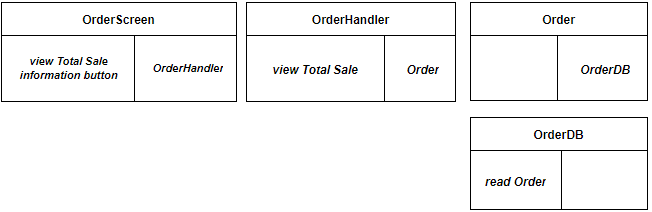 OrderScreen
view Total Sale
information button
OrderHandler
OrderHandler
view Total Sale
Order
Order
OrderDB
OrderDB
read Order